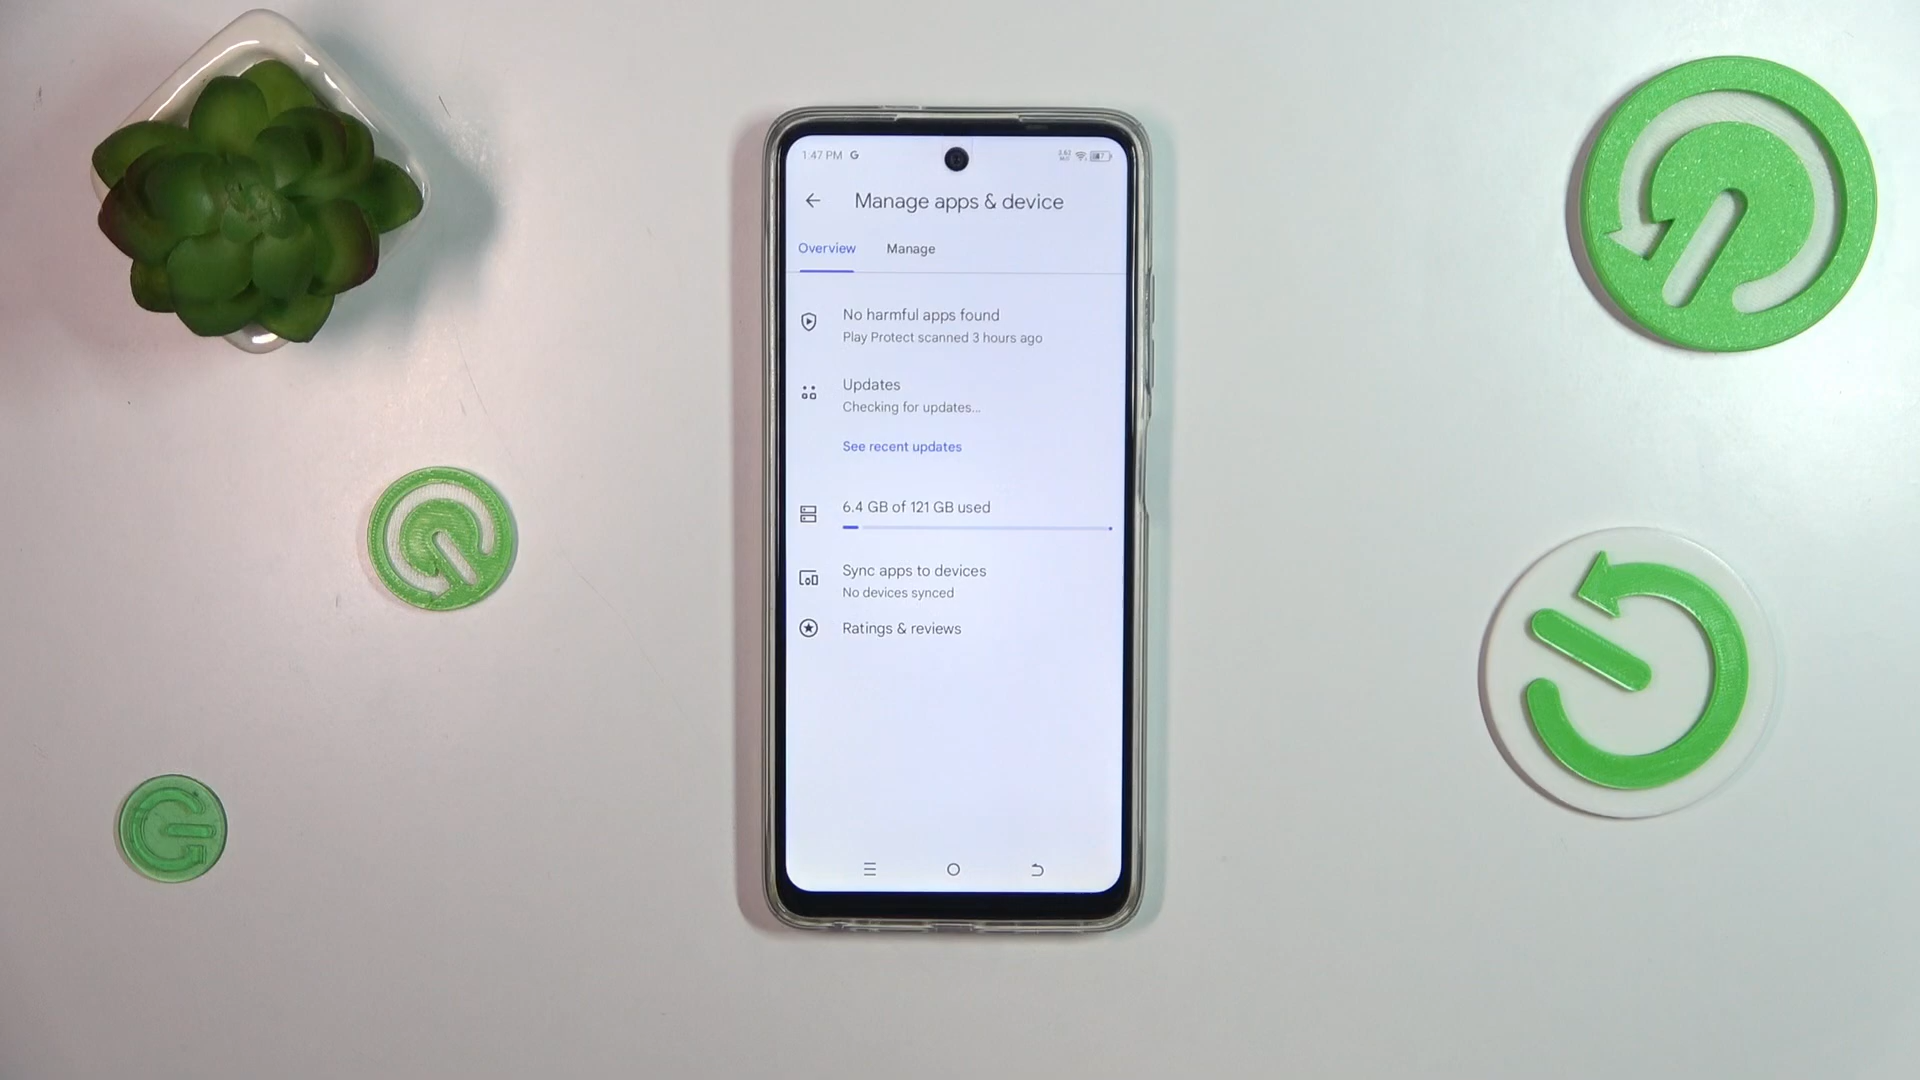 1:47 PM G
Manage apps & device
Overview Manage
No harmful apps found
Play Protect scanned 3 hours ago
Updates
Checking for updates...
See recent updates
6.4 GB of 121 GB used
Sync apps to devices
No devices synced
Ratings & reviews